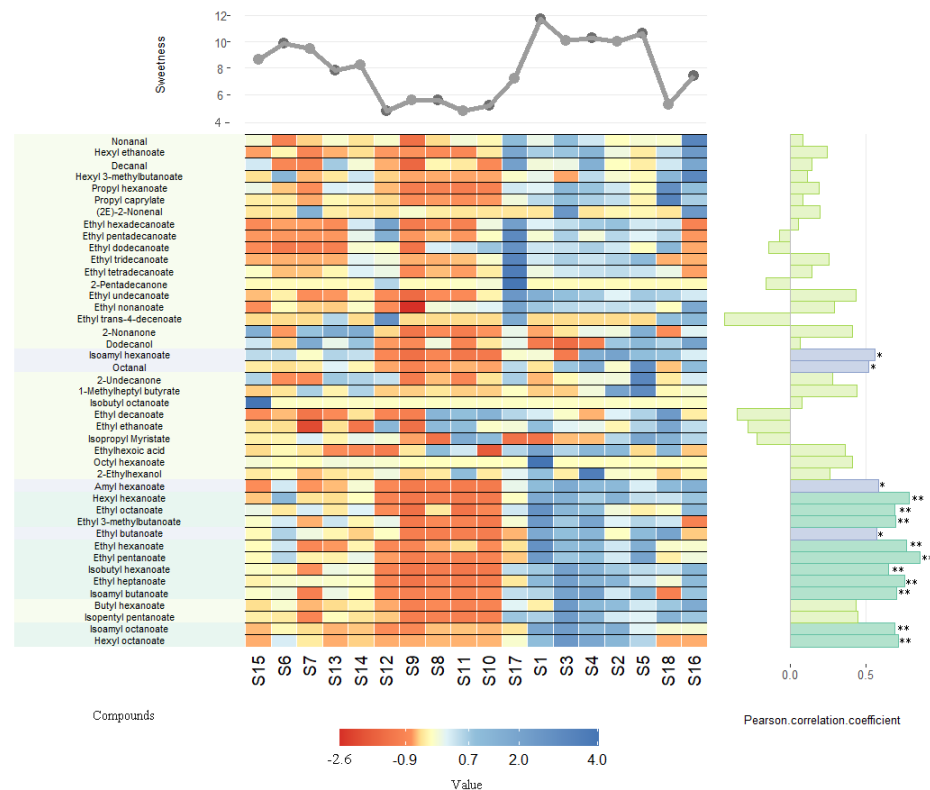 12
10
8
6
4
Sweetness
Nonanal
Hexyl ethanoate
Decanal
Hexyl 3-methylbutanoate
Propyl hexanoate
Propyl caprylate
(2E)-2-Nonenal
Ethyl hexadecanoate
Ethyl pentadecanoate
Ethyl dodecanoate
Ethyl tridecanoate
Ethyl tetradecanoate
2-Pentadecanone
Ethyl undecanoate
Ethyl nonanoate
Ethyl trans-4-decenoate
2-Nonanone
Dodecanol
Isoamyl hexanoate *
Octanal *
2-Undecanone
1-Methylheptyl butyrate
Isobutyl octanoate
Ethyl decanoate
Ethyl ethanoate
Isopropyl Myristate
Ethylhexoic acid
Octyl hexanoate
2-Ethylhexanol
Amyl hexanoate *
Hexyl hexanoate **
Ethyl octanoate **
Ethyl 3-methylbutanoate **
Ethyl butanoate *
Ethyl hexanoate **
Ethyl pentanoate **
Isobutyl hexanoate **
Ethyl heptanoate **
Isoamyl butanoate **
Butyl hexanoate
Isopentyl pentanoate
Isoamyl octanoate **
Hexyl octanoate **
S15 S6 S7 S13 S14 S12 S9 S8 S11 S10 S17 S1 S3 S4 S2 S5 S18 S16
0.0 0.5
Compounds
Pearson.correlation.coefficient
-2.6 -0.9 0.7 2.0 4.0
Value